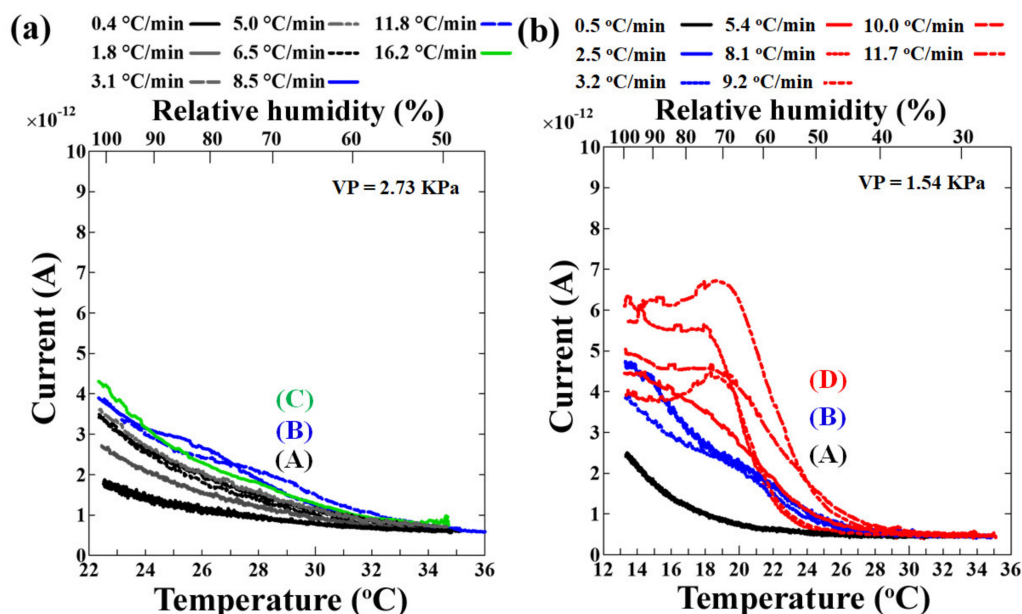 (a)
0.4 °C/min 5.0 °C/min 11.8 °C/min
1.8 °C/min 6.5 °C/min 16.2 °C/min
3.1 °C/min 8.5 °C/min
Relative humidity (%)
×10⁻¹²
100 90 80 70 60 50
10
9
8
7
6
5
4
3
2
1
0
VP = 2.73 KPa
Current (A)
(C)
(B)
(A)
22 24 26 28 30 32 34 36
Temperature (°C)
(b)
0.5 °C/min 5.4 °C/min 10.0 °C/min
2.5 °C/min 8.1 °C/min 11.7 °C/min
3.2 °C/min 9.2 °C/min
Relative humidity (%)
×10⁻¹²
100 90 80 70 60 50 40 30
10
9
8
7
6
5
4
3
2
1
0
VP = 1.54 KPa
Current (A)
(D)
(B)
(A)
12 14 16 18 20 22 24 26 28 30 32 34 36
Temperature (°C)